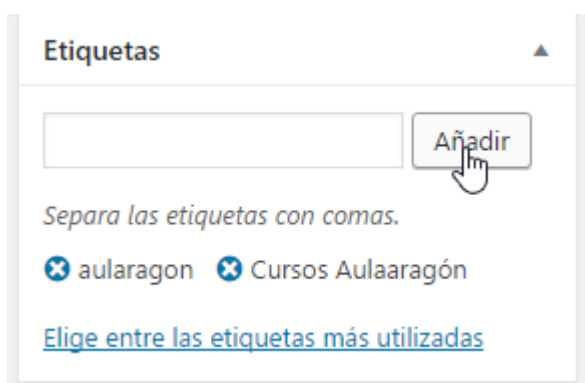 Etiquetas
Añadir
Separa las etiquetas con comas.
aularagon Cursos Aulaaragón
Elige entre las etiquetas más utilizadas